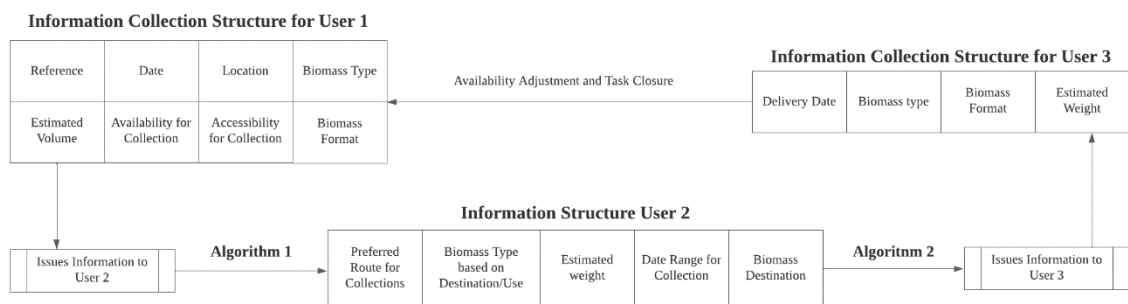 Information Collection Structure for User 1
Reference
Date
Location
Biomass Type
Estimated
Volume
Availability for
Collection
Accessibility
for Collection
Biomass
Format
Availability Adjustment and Task Closure
Information Collection Structure for User 3
Delivery Date
Biomass type
Biomass
Format
Estimated
Weight
Issues Information to
User 2
Algorithm 1
Information Structure User 2
Preferred
Route for
Collections
Biomass Type
based on
Destination/Use
Estimated
weight
Date Range for
Collection
Biomass
Destination
Algoritnm 2
Issues Information to
User 3